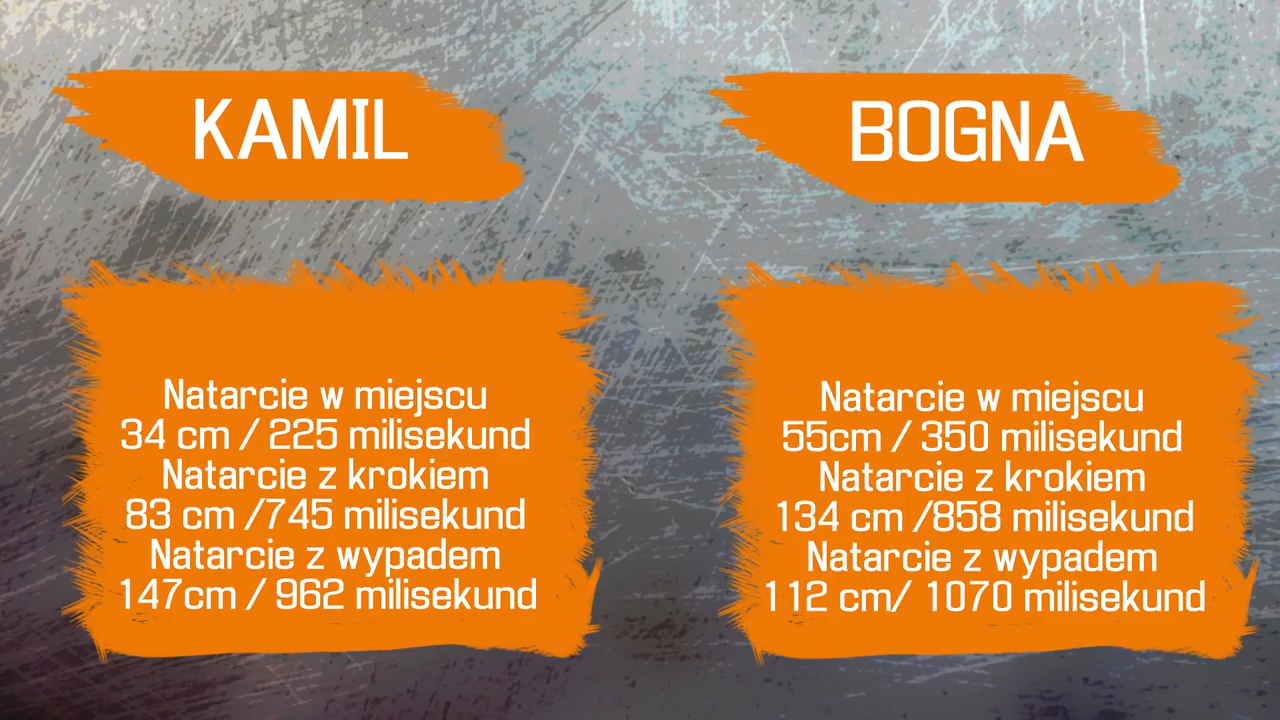 KAMIL
Natarcie w miejscu
34 cm / 225 milisekund
Natarcie z krokiem
83 cm /745 milisekund
Natarcie z wypadem
147cm / 962 milisekund
BOGNA
Natarcie w miejscu
55cm / 350 milisekund
Natarcie z krokiem
134 cm /858 milisekund
Natarcie z wypadem
112 cm/ 1070 milisekund